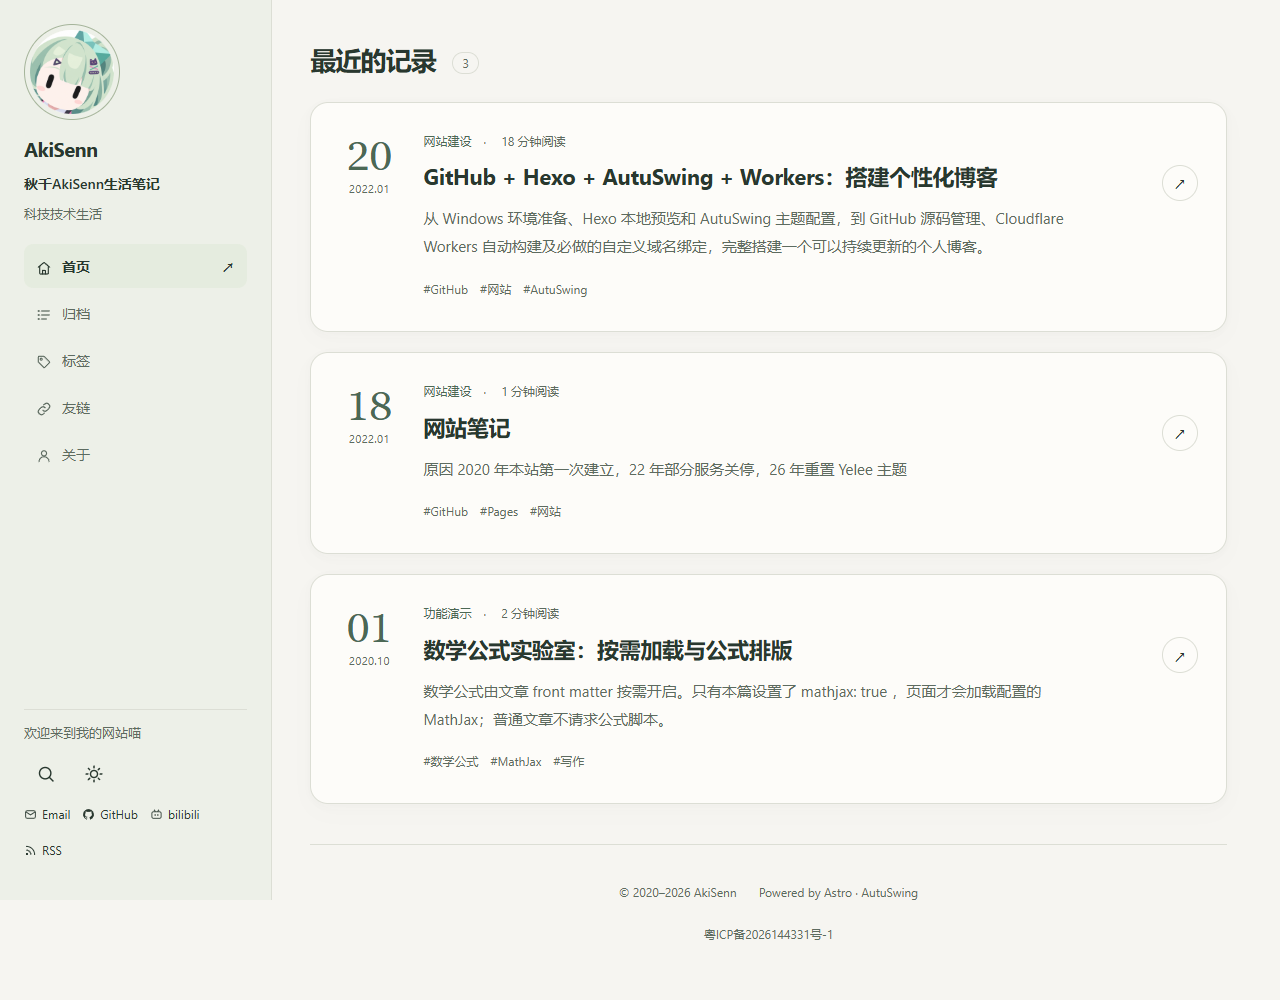 AkiSenn
秋千AkiSenn生活笔记
科技技术生活
首页
归档
标签
友链
关于
欢迎来到我的网站喵
Email GitHub bilibili
RSS
最近的记录 3
20
2022.01
网站建设 · 18 分钟阅读
GitHub + Hexo + AutuSwing + Workers：搭建个性化博客
从 Windows 环境准备、Hexo 本地预览和 AutuSwing 主题配置，到 GitHub 源码管理、Cloudflare
Workers 自动构建及必做的自定义域名绑定，完整搭建一个可以持续更新的个人博客。
#GitHub #网站 #AutuSwing
18
2022.01
网站建设 · 1 分钟阅读
网站笔记
原因 2020 年本站第一次建立，22 年部分服务关停，26 年重置 Yelee 主题
#GitHub #Pages #网站
01
2020.10
功能演示 · 2 分钟阅读
数学公式实验室：按需加载与公式排版
数学公式由文章 front matter 按需开启。只有本篇设置了 mathjax: true ，页面才会加载配置的
MathJax；普通文章不请求公式脚本。
#数学公式 #MathJax #写作
© 2020–2026 AkiSenn Powered by Astro · AutuSwing
粤ICP备2026144331号-1